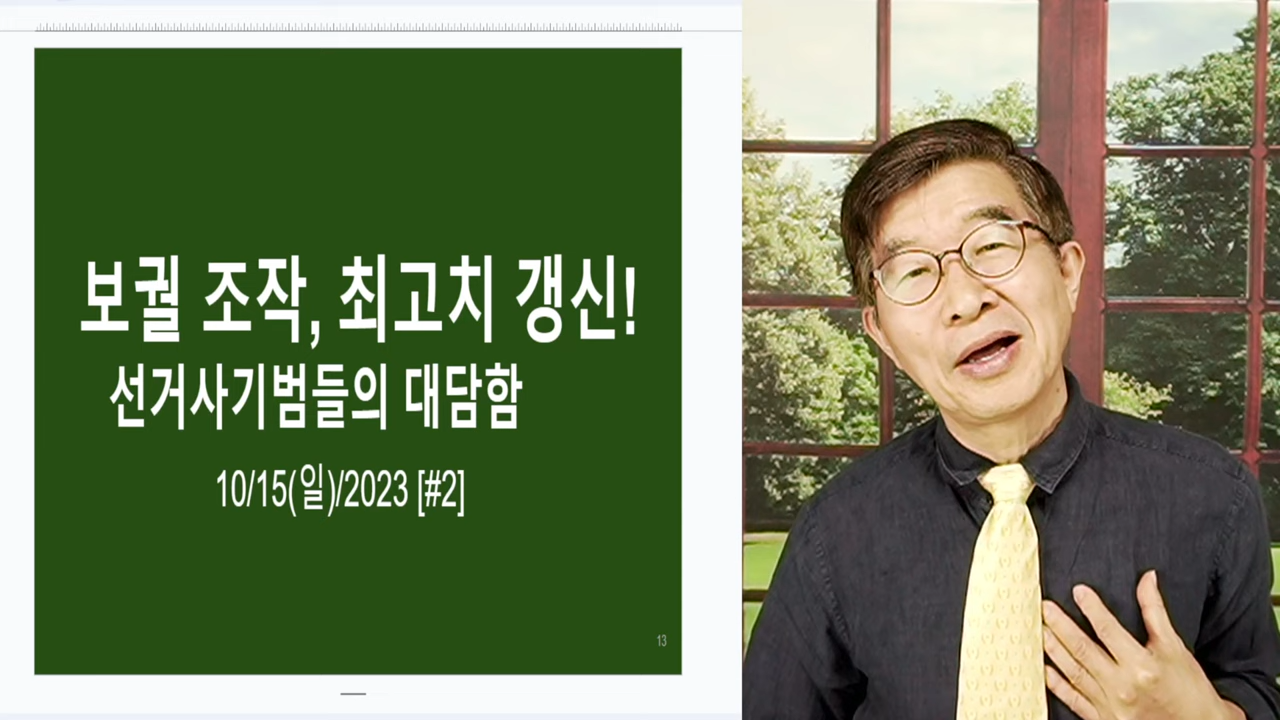 보궐 조작, 최고치 갱신!
선거사기범들의 대담함
10/15(일)/2023 [#2]
13